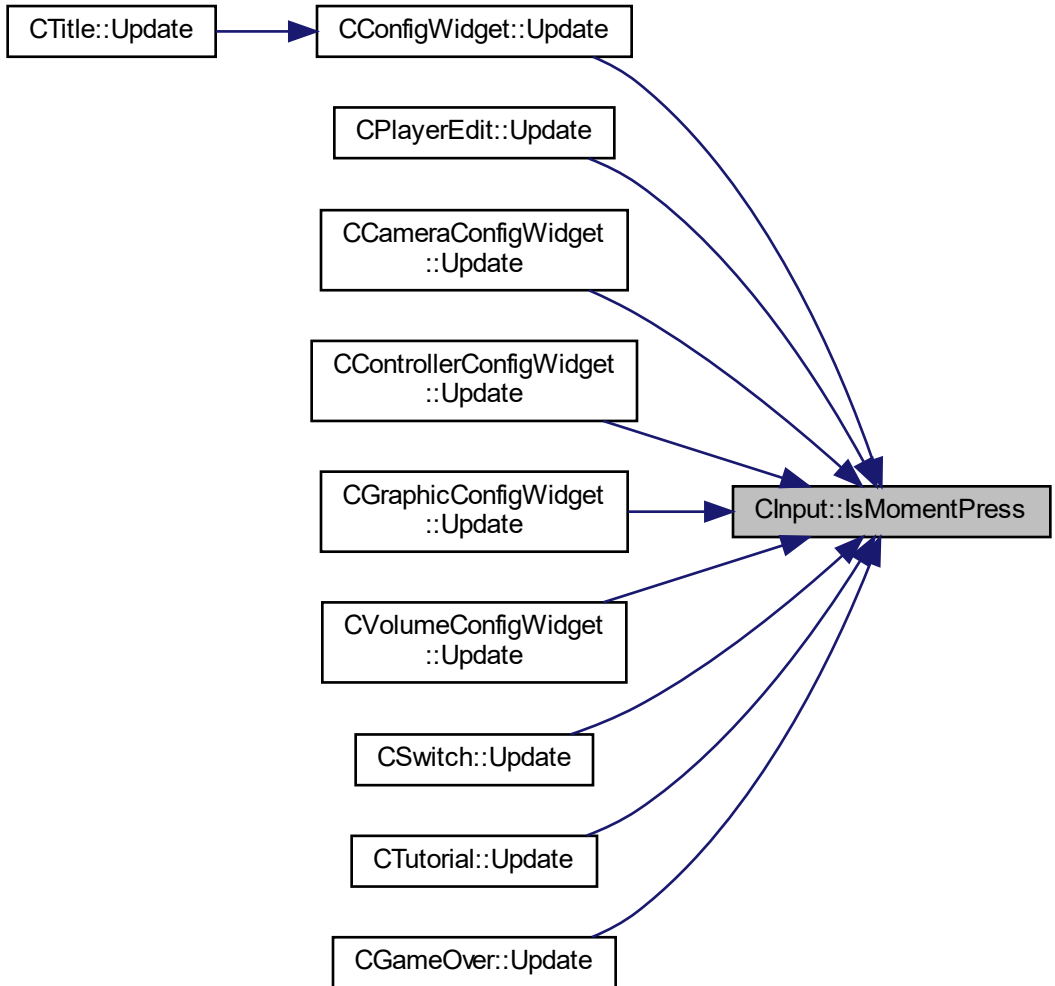 CTitle::Update
CConfigWidget::Update
CPlayerEdit::Update
CCameraConfigWidget
::Update
CControllerConfigWidget
::Update
CGraphicConfigWidget
::Update
CInput::IsMomentPress
CVolumeConfigWidget
::Update
CSwitch::Update
CTutorial::Update
CGameOver::Update